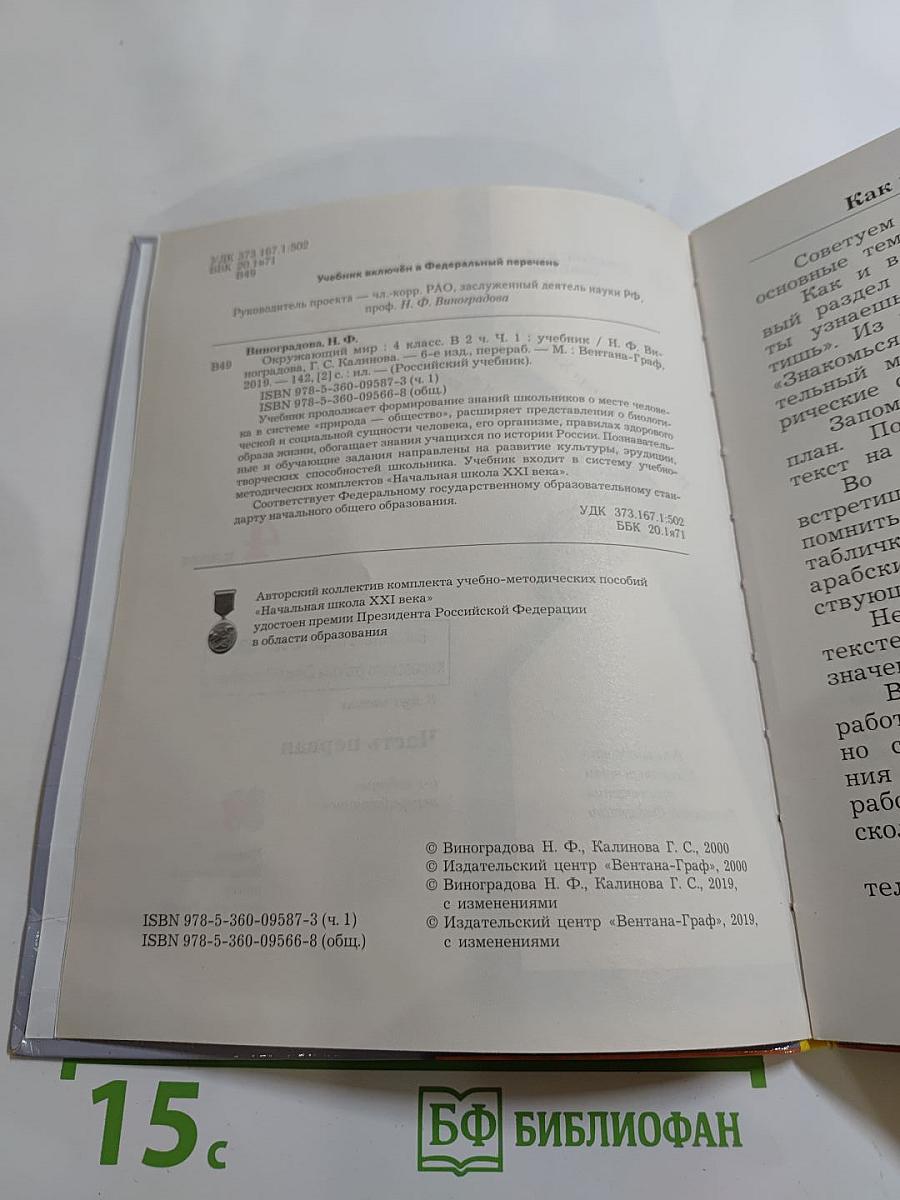 УДК 373.167.1:502
ББК 20.1я71
В49
Учебник включён в Федеральный перечень
Руководитель проекта — чл.-корр. РАО, заслуженный деятель науки РФ,
проф. Н. Ф. Виноградова
Виноградова, Н. Ф.
В49 Окружающий мир : 4 класс. В 2 ч. Ч. 1 : учебник / Н. Ф. Ви-
ноградова, Г. С. Калинова. — 6-е изд., перераб. — М. : Вентана-Граф,
2019. — 142, [2] с. : ил. — (Российский учебник).
ISBN 978-5-360-09587-3 (ч. 1)
ISBN 978-5-360-09566-8 (общ.)
Учебник продолжает формирование знаний школьников о месте челове-
ка в системе «природа — общество», расширяет представления о биологи-
ческой и социальной сущности человека, его организме, правилах здорового
образа жизни, обогащает знания учащихся по истории России. Познаватель-
ные и обучающие задания направлены на развитие культуры, эрудиции,
творческих способностей школьника. Учебник входит в систему учебно-
методических комплектов «Начальная школа XXI века».
Соответствует Федеральному государственному образовательному стан-
дарту начального общего образования.
УДК 373.167.1:502
ББК 20.1я71
Авторский коллектив комплекта учебно-методических пособий
«Начальная школа XXI века»
удостоен премии Президента Российской Федерации
в области образования
© Виноградова Н. Ф., Калинова Г. С., 2000
© Издательский центр «Вентана-Граф», 2000
© Виноградова Н. Ф., Калинова Г. С., 2019,
с изменениями
© Издательский центр «Вентана-Граф», 2019,
с изменениями
ISBN 978-5-360-09587-3 (ч. 1)
ISBN 978-5-360-09566-8 (общ.)
Как
Советуем
основные тем
Как и в
вый раздел
ты узнаешь
тишь». Из
«Знакомься
тельный м
рические
Запом
план. По
текст на
Во
встретиш
помнить
табличк
арабски
ствующ
Не
тексте
значен
В
работ
но с
ния
рабо
скол
тел
15 с
БФ БИБЛИОФАН